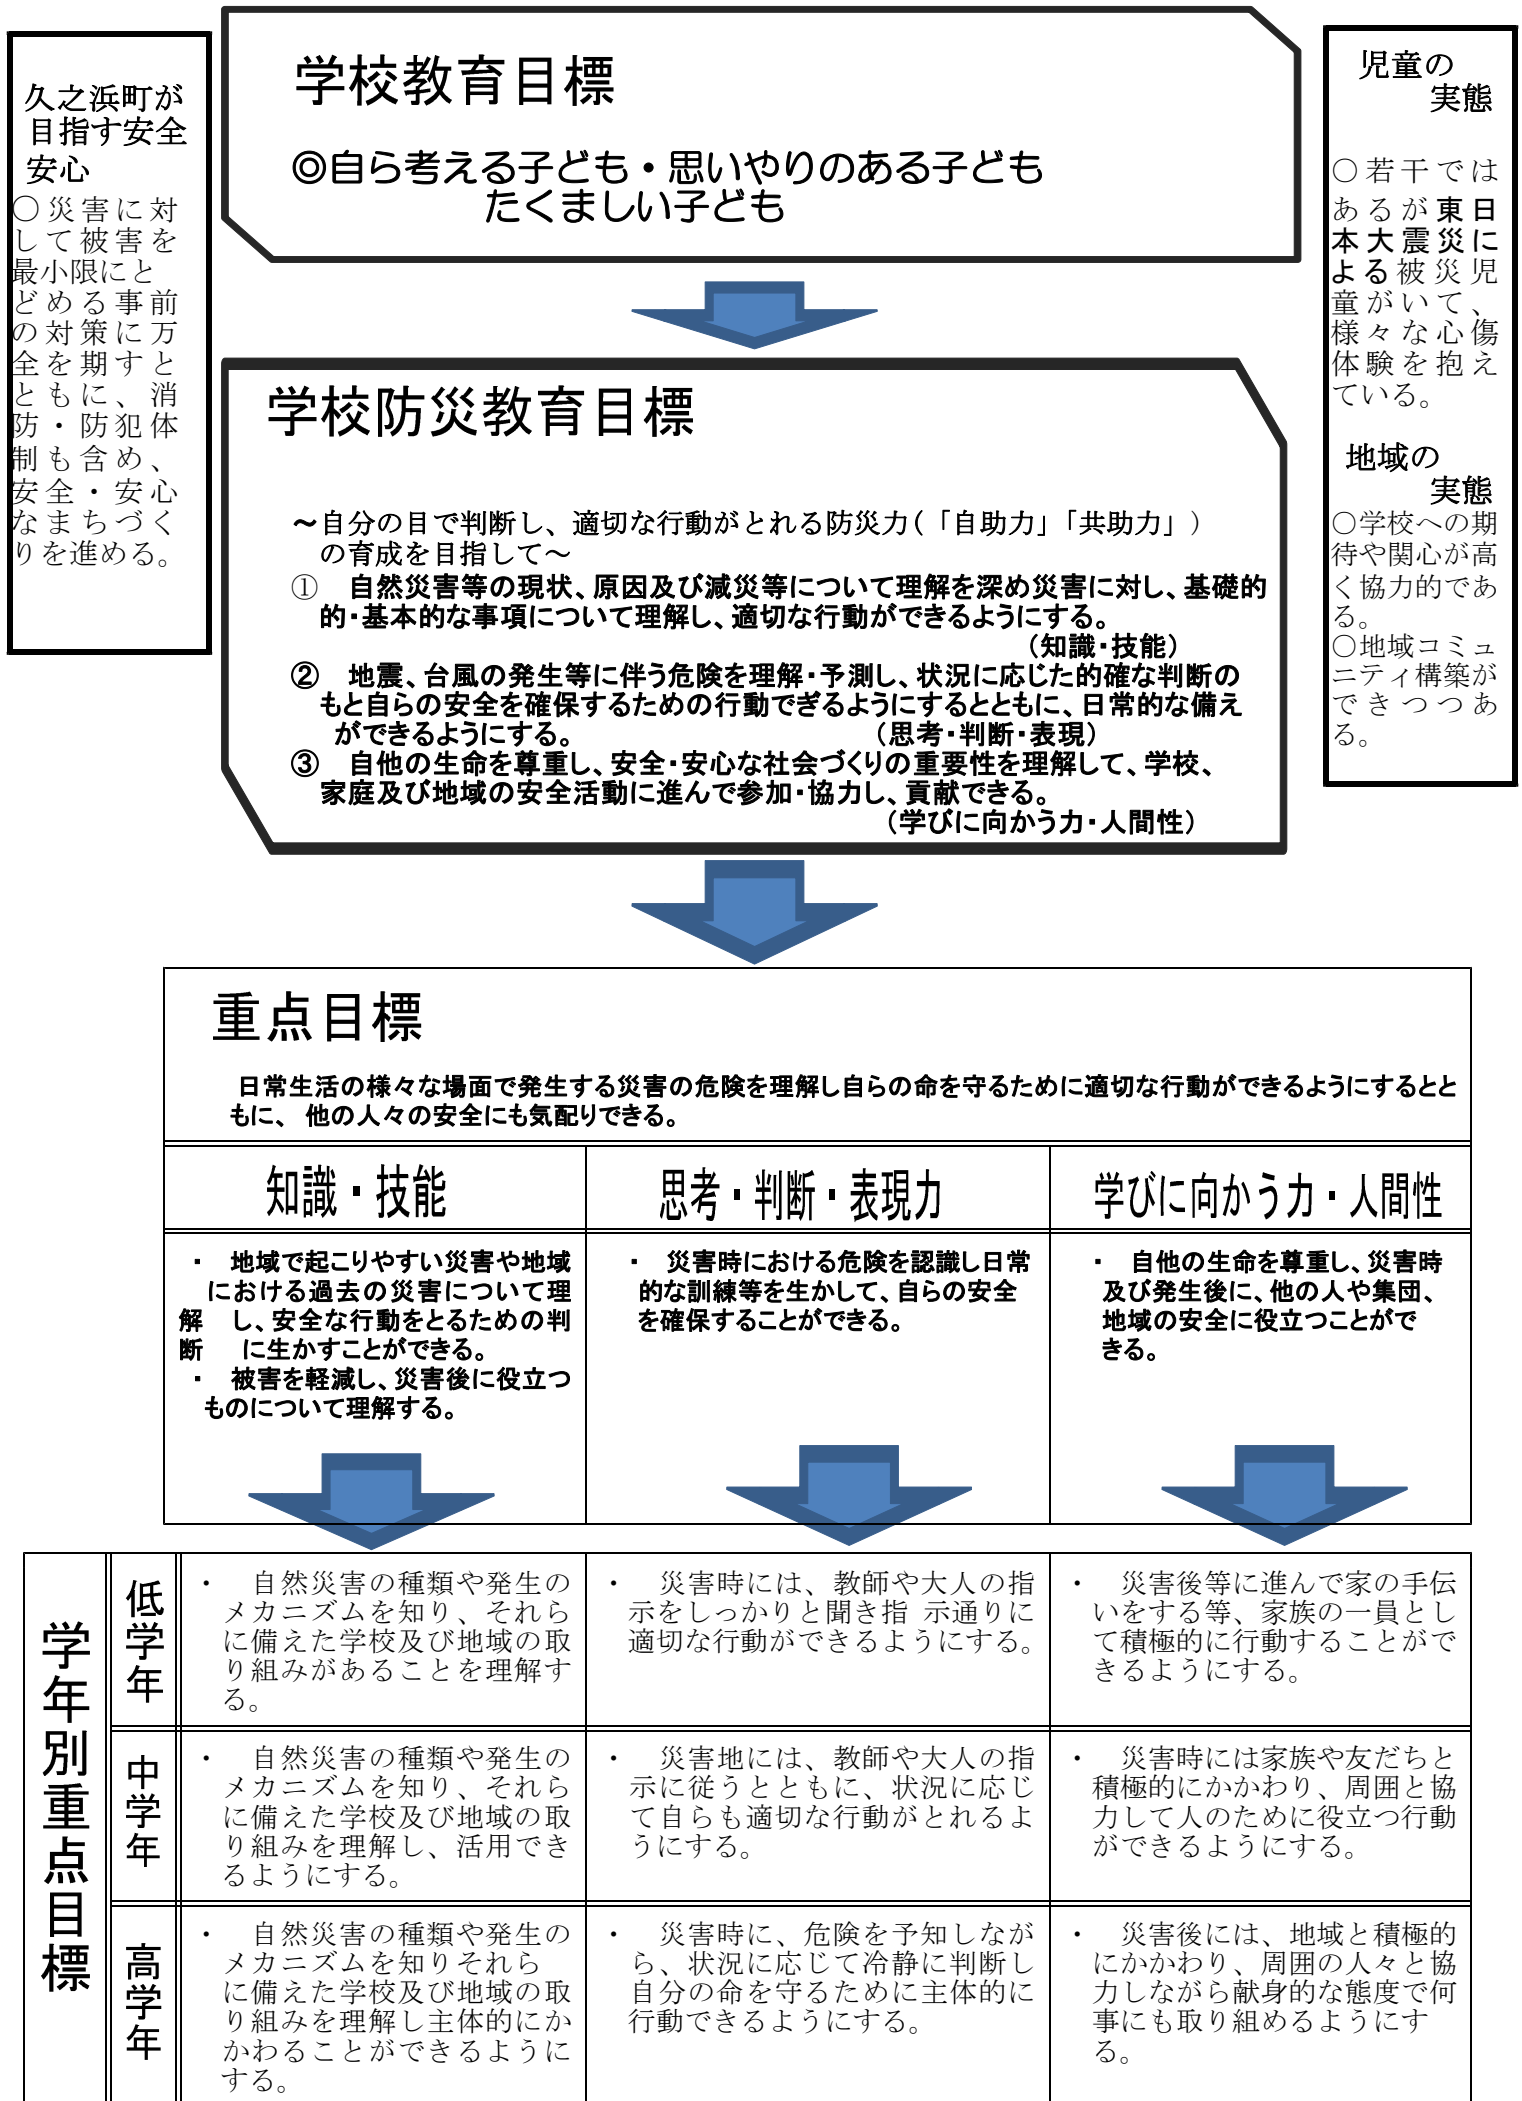 久之浜町が
目指す安全
安心
○災害に対
して被害を
最小限にと
どめる事前
の対策に万
全を期すと
ともに、消
防・防犯体
制も含め、
安全・安心
なまちづく
りを進める。
学校教育目標
◎自ら考える子ども・思いやりのある子ども
たくましい子ども
児童の
実態
○若干では
あるが東日
本大震災に
よる被災児
童がいて、
様々な心傷
体験を抱え
ている。
地域の
実態
○学校への期
待や関心が高
く協力的であ
る。
○地域コミュ
ニティ構築が
できつつあ
る。
学校防災教育目標
～自分の目で判断し、適切な行動がとれる防災力(「自助力」「共助力」)
の育成を目指して～
① 自然災害等の現状、原因及び減災等について理解を深め災害に対し、基礎的
的・基本的な事項について理解し、適切な行動ができるようにする。
（知識・技能）
② 地震、台風の発生等に伴う危険を理解・予測し、状況に応じた的確な判断の
もと自らの安全を確保するための行動でぎるようにするとともに、日常的な備え
ができるようにする。 （思考・判断・表現）
③ 自他の生命を尊重し、安全・安心な社会づくりの重要性を理解して、学校、
家庭及び地域の安全活動に進んで参加・協力し、貢献できる。
（学びに向かう力・人間性）
重点目標
日常生活の様々な場面で発生する災害の危険を理解し自らの命を守るために適切な行動ができるようにするとと
もに、 他の人々の安全にも気配りできる。
知識・技能
思考・判断・表現力
学びに向かう力・人間性
・ 地域で起こりやすい災害や地域
における過去の災害について理
解 し、安全な行動をとるための判
断 に生かすことができる。
・ 被害を軽減し、災害後に役立つ
ものについて理解する。
・ 災害時における危険を認識し日常
的な訓練等を生かして、自らの安全
を確保することができる。
・ 自他の生命を尊重し、災害時
及び発生後に、他の人や集団、
地域の安全に役立つことがで
きる。
学年別重点目標
低学年
・ 自然災害の種類や発生の
メカニズムを知り、それら
に備えた学校及び地域の取
り組みがあることを理解す
る。
・ 災害時には、教師や大人の指
示をしっかりと聞き指 示通りに
適切な行動ができるようにする。
・ 災害後等に進んで家の手伝
いをする等、家族の一員とし
て積極的に行動することがで
きるようにする。
中学年
・ 自然災害の種類や発生の
メカニズムを知り、それら
に備えた学校及び地域の取
り組みを理解し、活用でき
るようにする。
・ 災害地には、教師や大人の指
示に従うとともに、状況に応じ
て自らも適切な行動がとれるよ
うにする。
・ 災害時には家族や友だちと
積極的にかかわり、周囲と協
力して人のために役立つ行動
ができるようにする。
高学年
・ 自然災害の種類や発生の
メカニズムを知りそれら
に備えた学校及び地域の取
り組みを理解し主体的にか
かわることができるように
する。
・ 災害時に、危険を予知しなが
ら、状況に応じて冷静に判断し
自分の命を守るために主体的に
行動できるようにする。
・ 災害後には、地域と積極的
にかかわり、周囲の人々と協
力しながら献身的な態度で何
事にも取り組めるようにす
る。